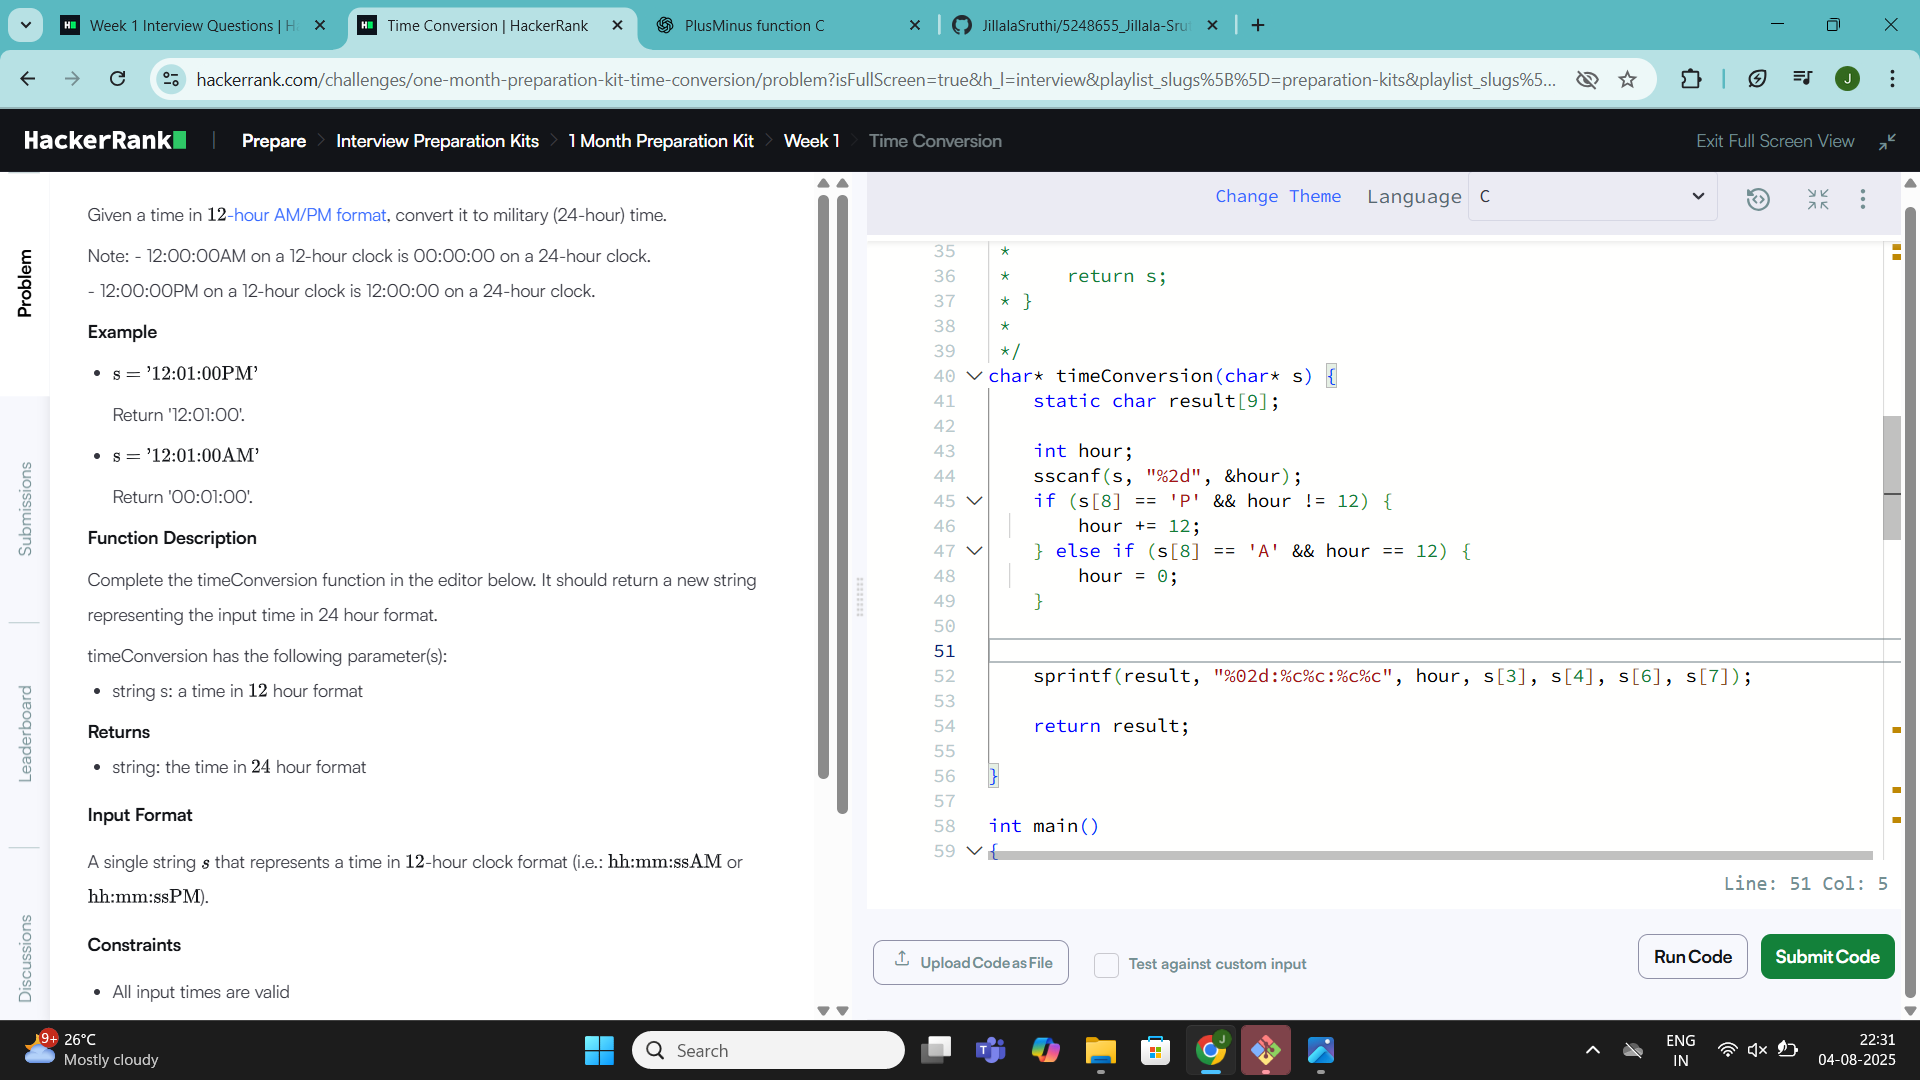 Week 1 Interview Questions | H
Time Conversion | HackerRank
PlusMinus function C
JillalaSruthi/5248655_Jillala-Sru
hackerrank.com/challenges/one-month-preparation-kit-time-conversion/problem?isFullScreen=true&h_l=interview&playlist_slugs%5B%5D=preparation-kits&playlist_slugs%5...
J
HackerRank
Prepare
Interview Preparation Kits
1 Month Preparation Kit
Week 1
Time Conversion
Exit Full Screen View
Problem
Submissions
Leaderboard
Discussions
Given a time in 12-hour AM/PM format, convert it to military (24-hour) time.
Note: - 12:00:00AM on a 12-hour clock is 00:00:00 on a 24-hour clock.
- 12:00:00PM on a 12-hour clock is 12:00:00 on a 24-hour clock.
Example
• s = '12:01:00PM'
Return '12:01:00'.
• s = '12:01:00AM'
Return '00:01:00'.
Function Description
Complete the timeConversion function in the editor below. It should return a new string
representing the input time in 24 hour format.
timeConversion has the following parameter(s):
• string s: a time in 12 hour format
Returns
• string: the time in 24 hour format
Input Format
A single string s that represents a time in 12-hour clock format (i.e.: hh:mm:ssAM or
hh:mm:ssPM).
Constraints
• All input times are valid
Change Theme Language C
35 *
36 * return s;
37 * }
38 *
39 */
40 char* timeConversion(char* s) {
41 static char result[9];
42
43 int hour;
44 sscanf(s, "%2d", &hour);
45 if (s[8] == 'P' && hour != 12) {
46 hour += 12;
47 } else if (s[8] == 'A' && hour == 12) {
48 hour = 0;
49 }
50
51
52 sprintf(result, "%02d:%c%c:%c%c", hour, s[3], s[4], s[6], s[7]);
53
54 return result;
55
56 }
57
58 int main()
59 {
Line: 51 Col: 5
Upload Code as File
Test against custom input
Run Code
Submit Code
9+
26°C
Mostly cloudy
Search
J
ENG
IN
22:31
04-08-2025